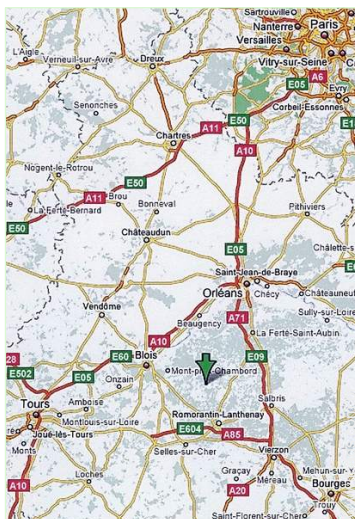 Sartrouville
Nanterre
Paris
Versailles
L'Aigle
Verneuil-sur-Avre
Dreux
Vitry-sur-Seine
A6
E05
Evry
Corbeil-Essonnes
Senonches
E50
A11
Chartres
A10
Nogent-le-Rotrou
E50
A11
Brou
Bonneval
La Ferté-Bernard
E50
Pithiviers
Châteaudun
E05
Châlette-s
Saint-Jean-de-Braye
Orléans
Chécy
Châteauneuf
Vendôme
A71
Sully-sur-Loire
Beaugency
A10
La Ferté-Saint-Aubin
28
E60
Blois
E09
E502
E05
Onzain
Mont-prè-Chambord
Tours
Amboise
Salbris
Montlouis-sur-Loire
Romorantin-Lanthenay
Joué-lès-Tours
E604
A85
Monts
Selles-sur-Cher
Vierzon
Loches
Graçay
Mehun-sur-Y
A10
A20
Méreau
Bourges
Trouy
Saint-Florent-sur-Cher